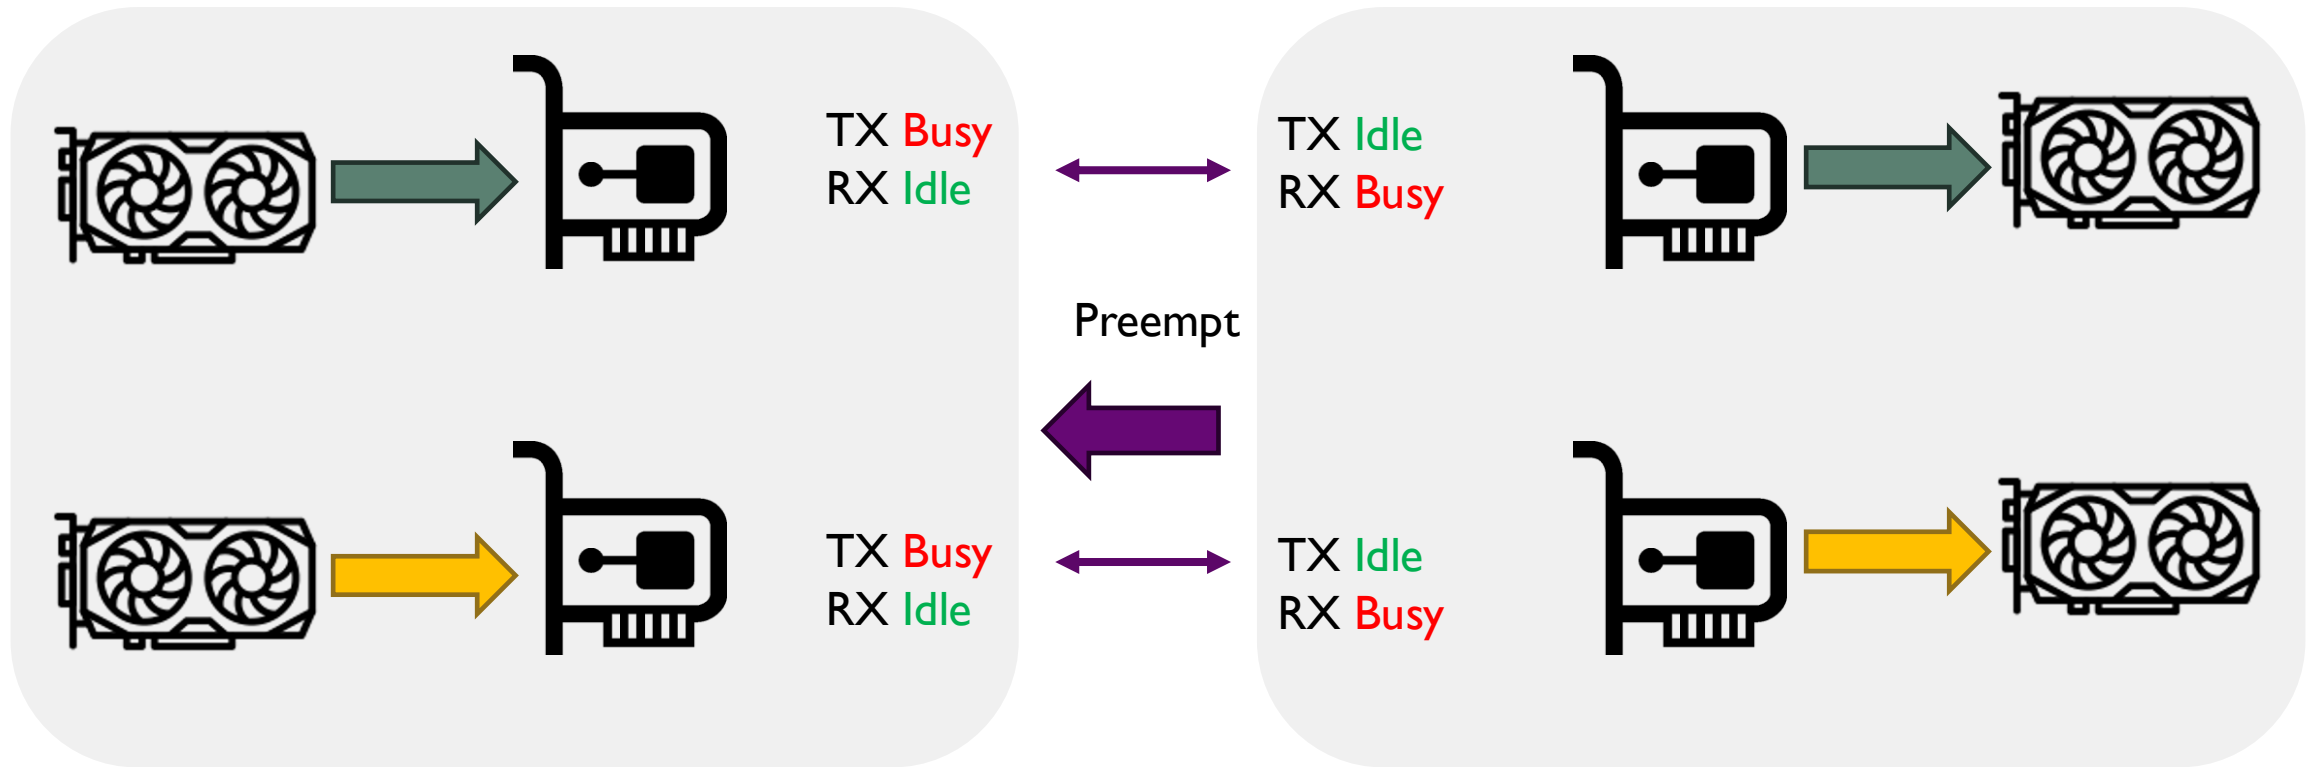 TX Busy
RX Idle
TX Idle
RX Busy
Preempt
TX Busy
RX Idle
TX Idle
RX Busy